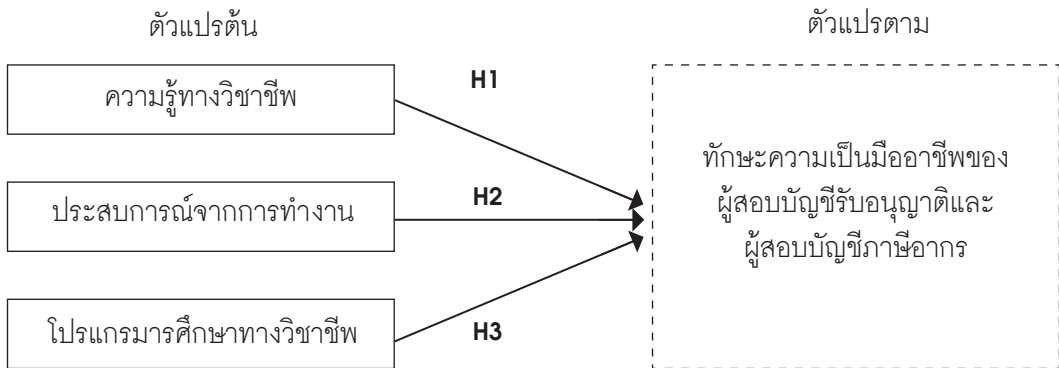 ตัวแปรต้น
ตัวแปรตาม
ความรู้ทางวิชาชีพ
H1
ประสบการณ์จากการทำงาน
H2
โปรแกรมารศึกษาทางวิชาชีพ
H3
ทักษะความเป็นมืออาชีพของ
ผู้สอบบัญชีรับอนุญาติและ
ผู้สอบบัญชีภาษีอากร